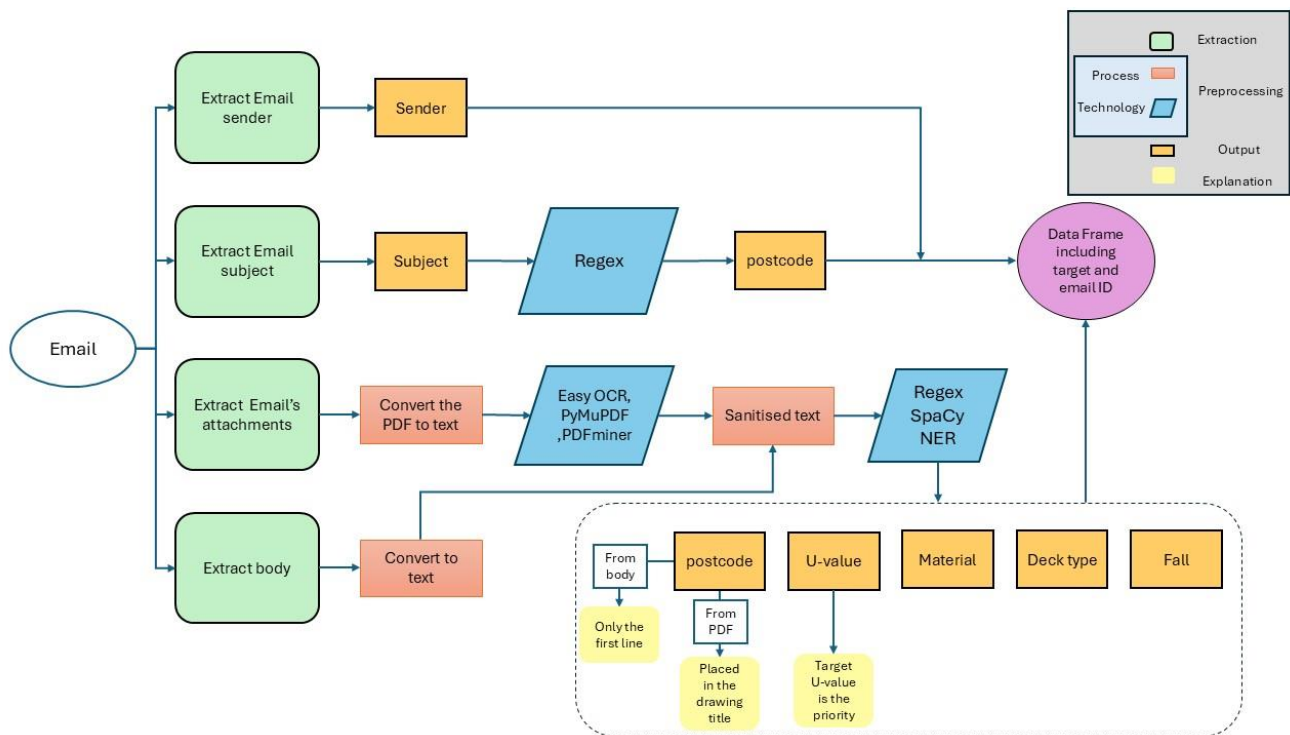 Extraction
Process
Preprocessing
Technology
Output
Explanation
Extract Email
sender
Sender
Extract Email
subject
Subject
Regex
postcode
Data Frame
including
target and
email ID
Email
Extract Email's
attachments
Convert the
PDF to text
Easy OCR,
PyMuPDF
,PDFminer
Sanitised text
Regex
SpaCy
NER
Extract body
Convert to
text
From
body
postcode
U-value
Material
Deck type
Fall
Only the
first line
From
PDF
Placed
in the
drawing
title
Target
U-value
is the
priority